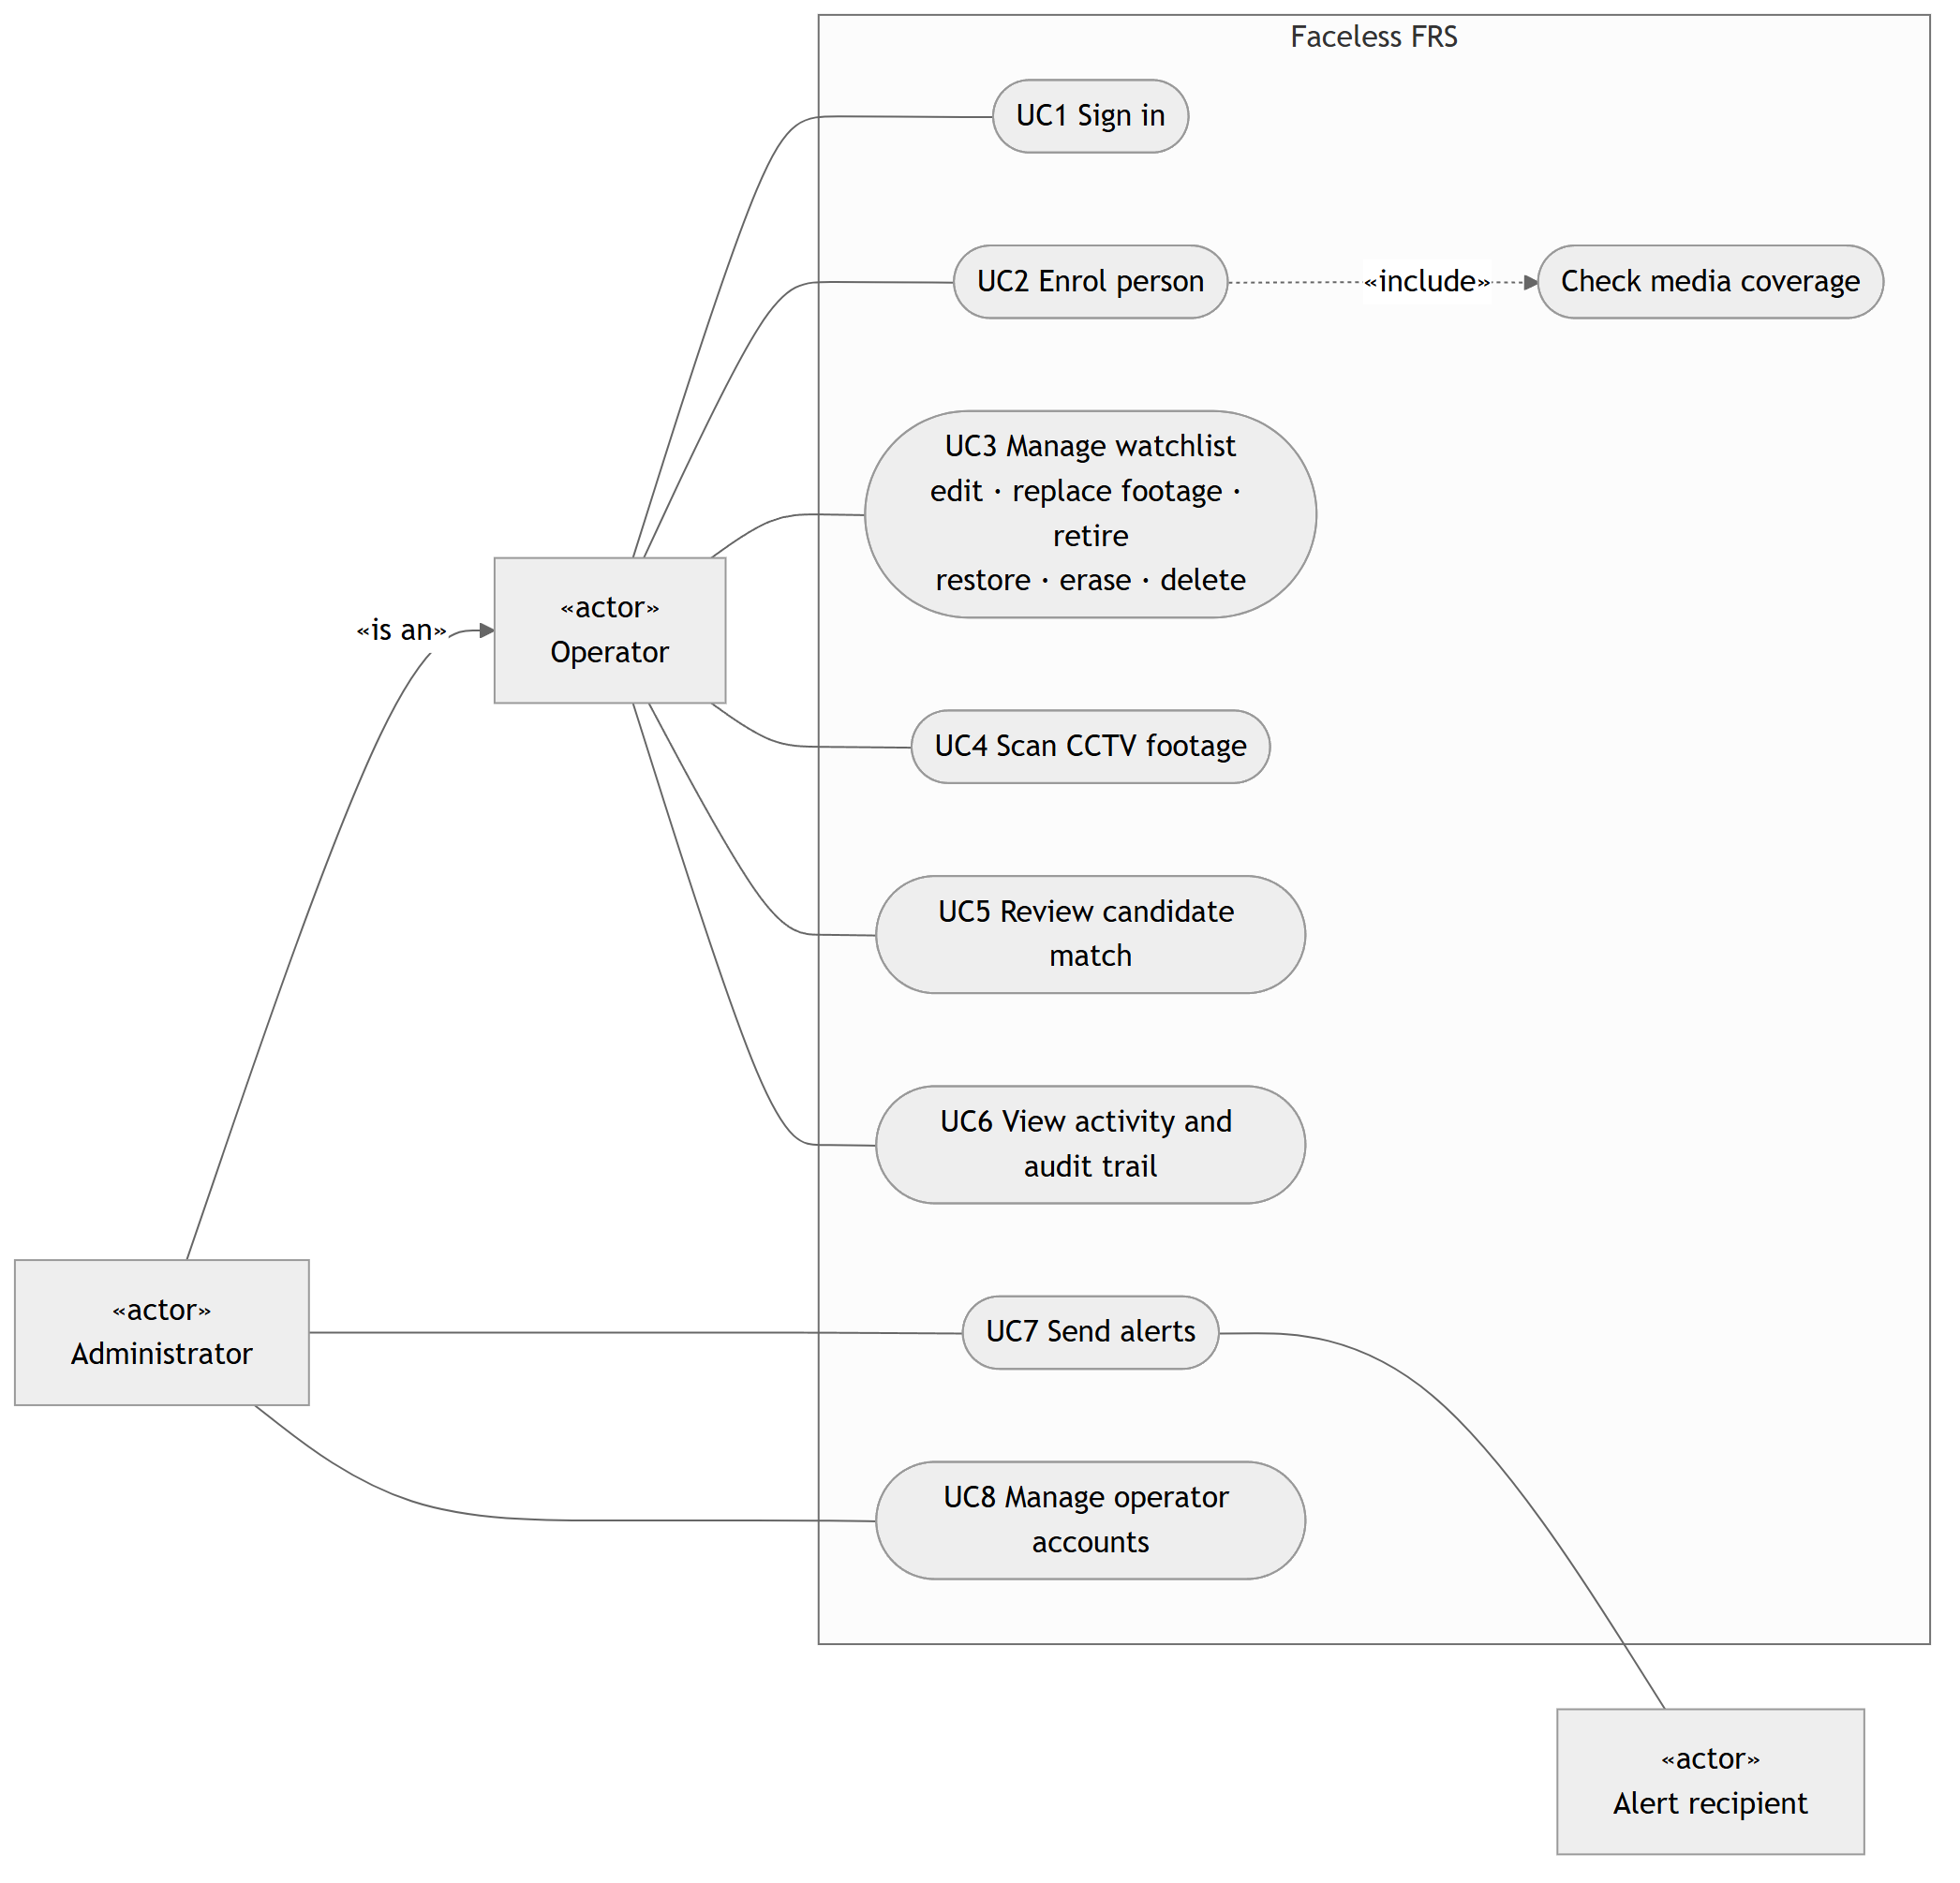 Faceless FRS
UC1 Sign in
UC2 Enrol person
«include»
Check media coverage
UC3 Manage watchlist
edit · replace footage ·
retire
restore · erase · delete
«is an»
«actor»
Operator
UC4 Scan CCTV footage
UC5 Review candidate
match
UC6 View activity and
audit trail
«actor»
Administrator
UC7 Send alerts
UC8 Manage operator
accounts
«actor»
Alert recipient